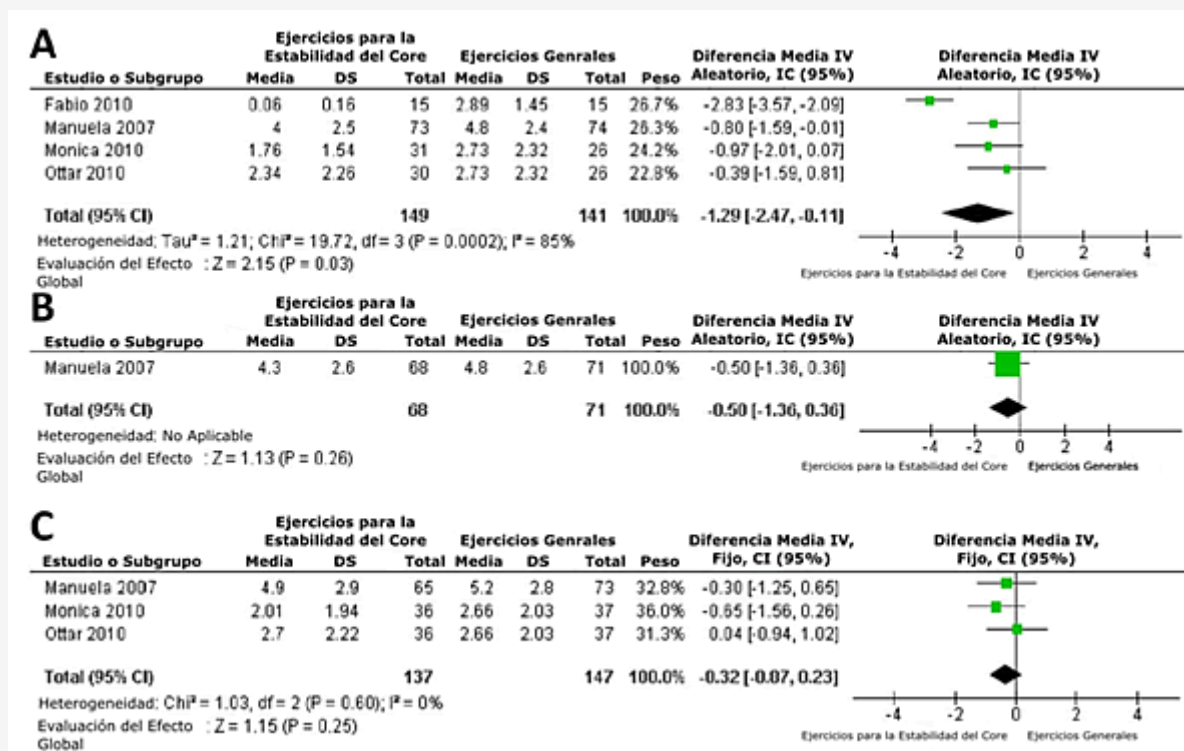 A
Ejercicios para la
Estabilidad del Core Ejercicios Genrales Diferencia Media IV Diferencia Media IV
Estudio o Subgrupo Media DS Total Media DS Total Peso Aleatorio, IC (95%) Aleatorio, IC (95%)
Fabio 2010 0.06 0.16 15 2.89 1.45 15 26.7% -2.83 [-3.57, -2.09]
Manuela 2007 4 2.5 73 4.8 2.4 74 26.3% -0.80 [-1.59, -0.01]
Monica 2010 1.76 1.54 31 2.73 2.32 26 24.2% -0.97 [-2.01, 0.07]
Ottar 2010 2.34 2.26 30 2.73 2.32 26 22.8% -0.39 [-1.59, 0.81]
Total (95% CI) 149 141 100.0% -1.29 [-2.47, -0.11]
Heterogeneidad: Tau² = 1.21; Chi² = 19.72, df = 3 (P = 0.0002); I² = 85%
Evaluación del Efecto : Z = 2.15 (P = 0.03)
Global
-4 -2 0 2 4
Ejercicios para la Estabilidad del Core Ejercicios Generales
B
Ejercicios para la
Estabilidad del Core Ejercicios Genrales Diferencia Media IV Diferencia Media IV
Estudio o Subgrupo Media DS Total Media DS Total Peso Aleatorio, IC (95%) Aleatorio, IC (95%)
Manuela 2007 4.3 2.6 68 4.8 2.6 71 100.0% -0.50 [-1.36, 0.36]
Total (95% CI) 68 71 100.0% -0.50 [-1.36, 0.36]
Heterogeneidad: No Aplicable
Evaluación del Efecto : Z = 1.13 (P = 0.26)
Global
-4 -2 0 2 4
Ejercicios para la Estabilidad del Core Ejercicios Generales
C
Ejercicios para la
Estabilidad del Core Ejercicios Genrales Diferencia Media IV, Diferencia Media IV,
Estudio o Subgrupo Media DS Total Media DS Total Peso Fijo, CI (95%) Fijo, CI (95%)
Manuela 2007 4.9 2.9 65 5.2 2.8 73 32.8% -0.30 [-1.25, 0.65]
Monica 2010 2.01 1.94 36 2.66 2.03 37 36.0% -0.65 [-1.56, 0.26]
Ottar 2010 2.7 2.22 36 2.66 2.03 37 31.3% 0.04 [-0.94, 1.02]
Total (95% CI) 137 147 100.0% -0.32 [-0.87, 0.23]
Heterogeneidad: Chi² = 1.03, df = 2 (P = 0.60); I² = 0%
Evaluación del Efecto : Z = 1.15 (P = 0.25)
Global
-4 -2 0 2 4
Ejercicios para la Estabilidad del Core Ejercicios Generales